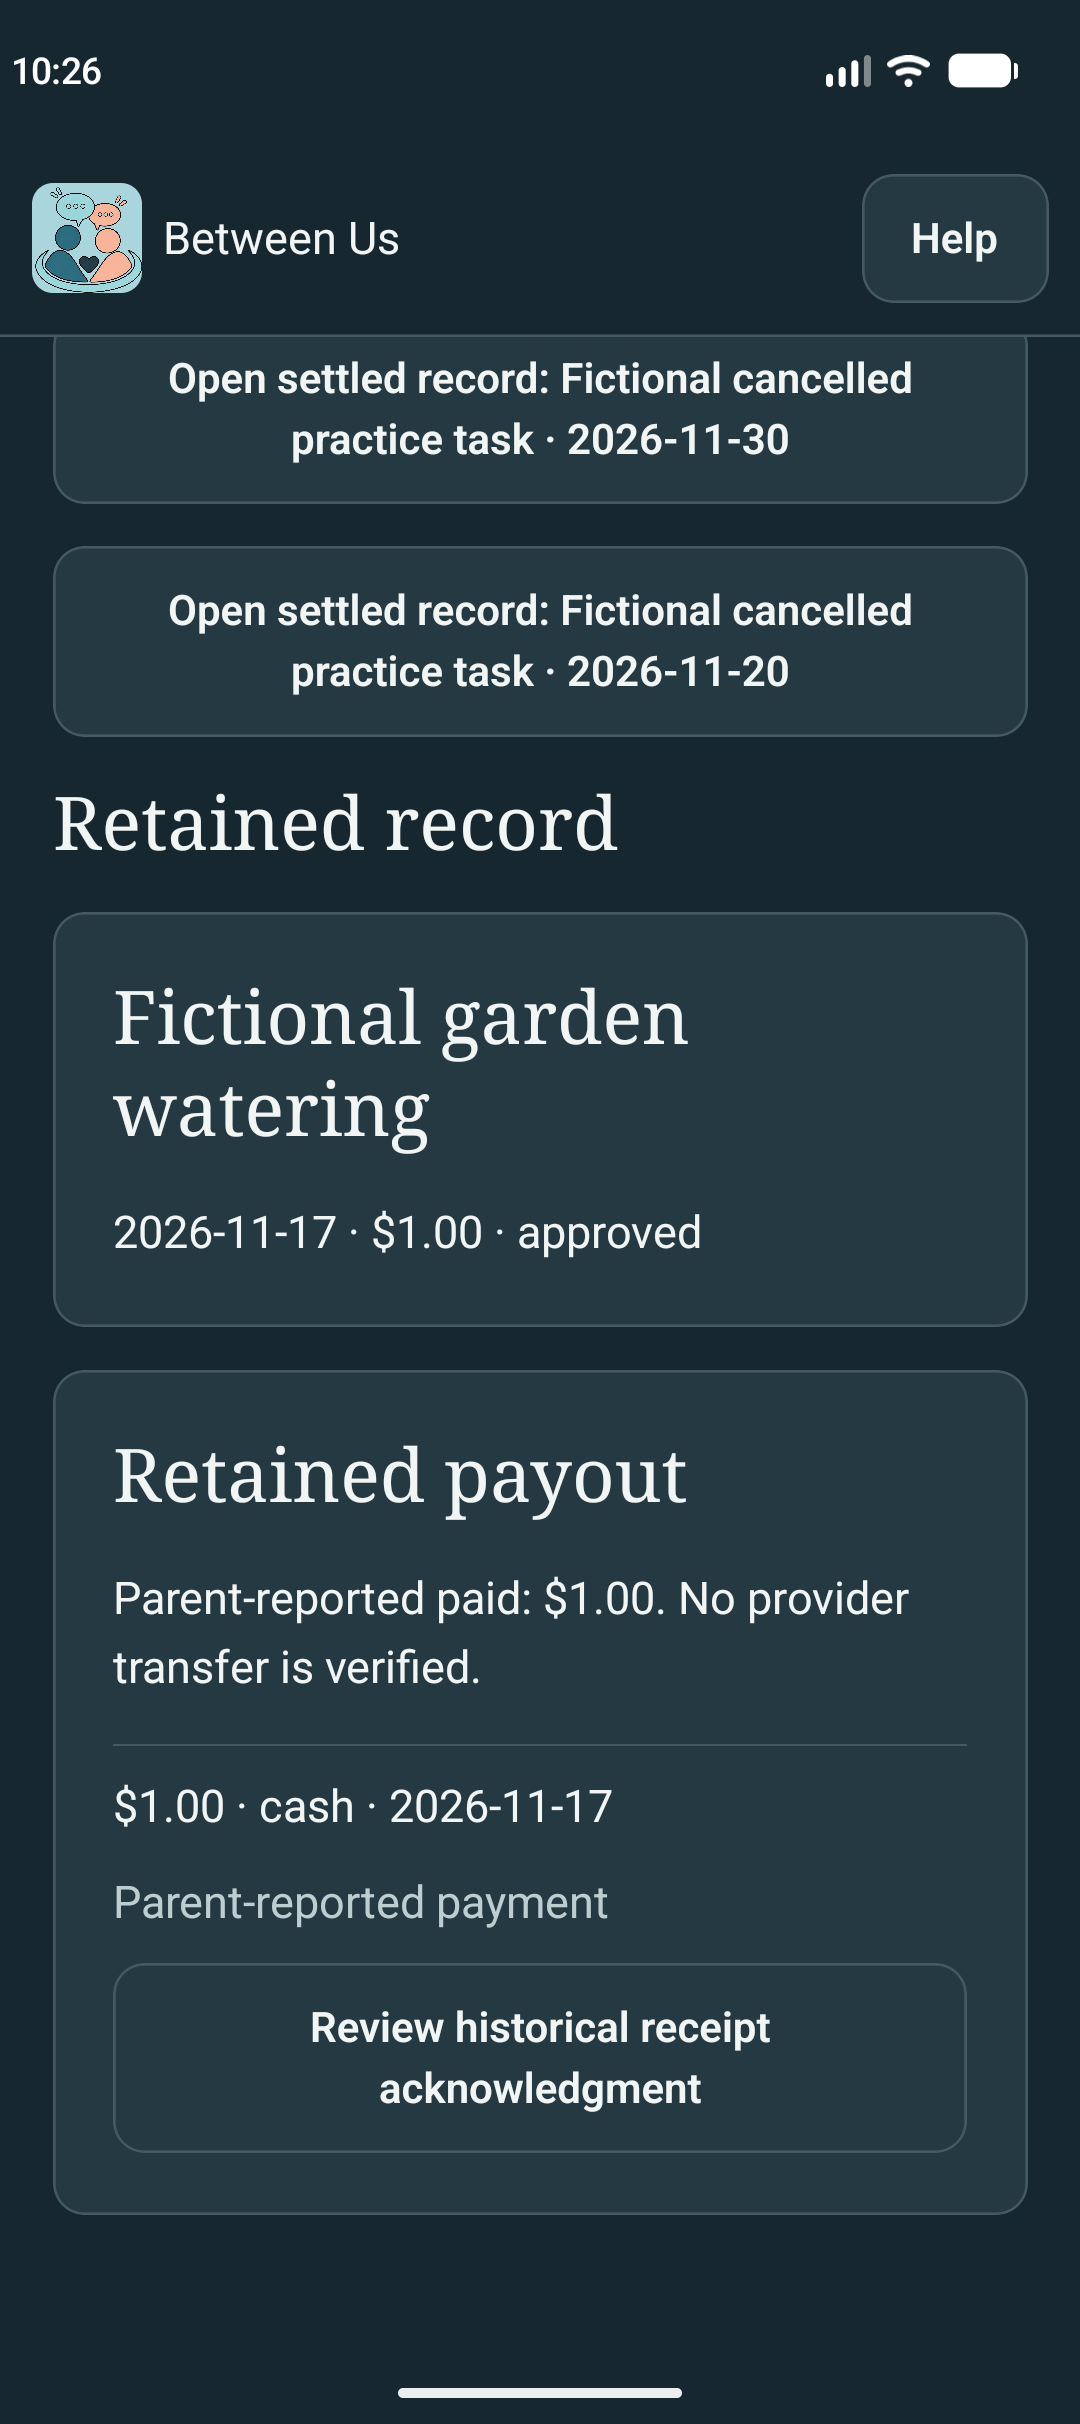 10:26
Between Us
Help
Open settled record: Fictional cancelled
practice task · 2026-11-30
Open settled record: Fictional cancelled
practice task · 2026-11-20
Retained record
Fictional garden
watering
2026-11-17 · $1.00 · approved
Retained payout
Parent-reported paid: $1.00. No provider
transfer is verified.
$1.00 · cash · 2026-11-17
Parent-reported payment
Review historical receipt
acknowledgment